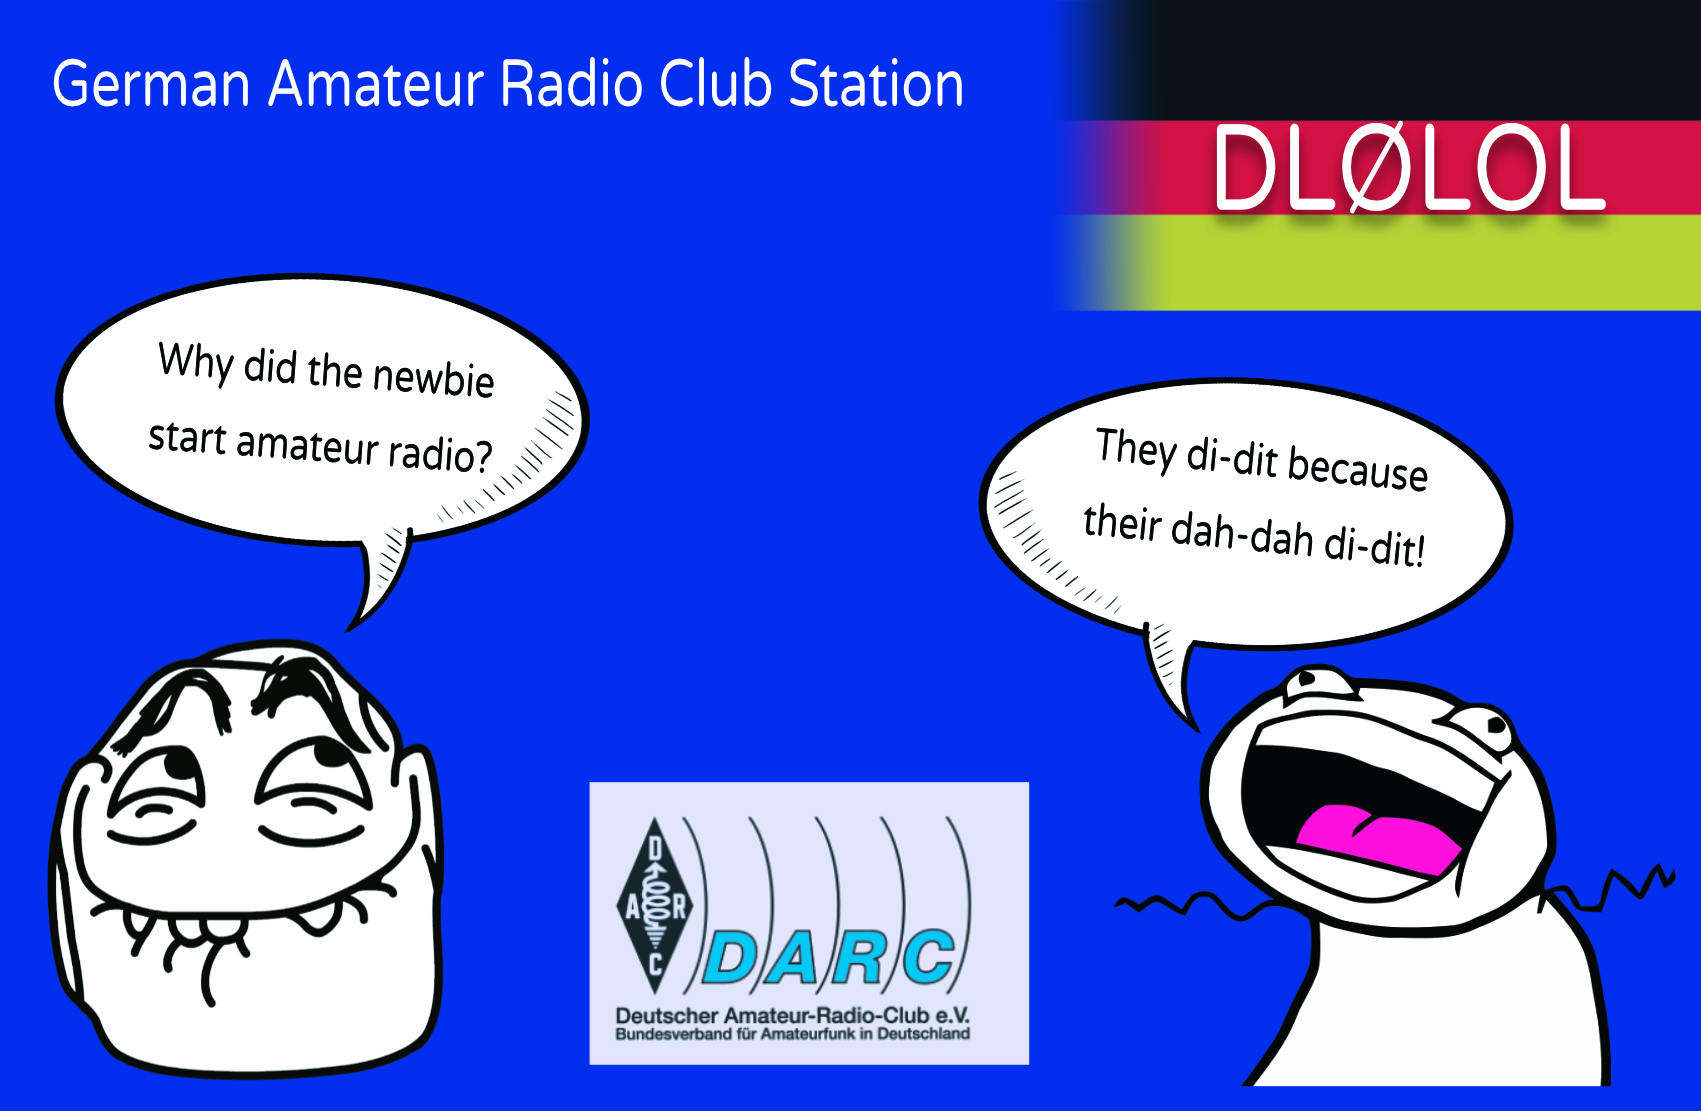 German Amateur Radio Club Station
DLØLOL
Why did the newbie
start amateur radio?
They di-dit because
their dah-dah di-dit!
D
A R
C
DARC
Deutscher Amateur-Radio-Club e.V.
Bundesverband für Amateurfunk in Deutschland